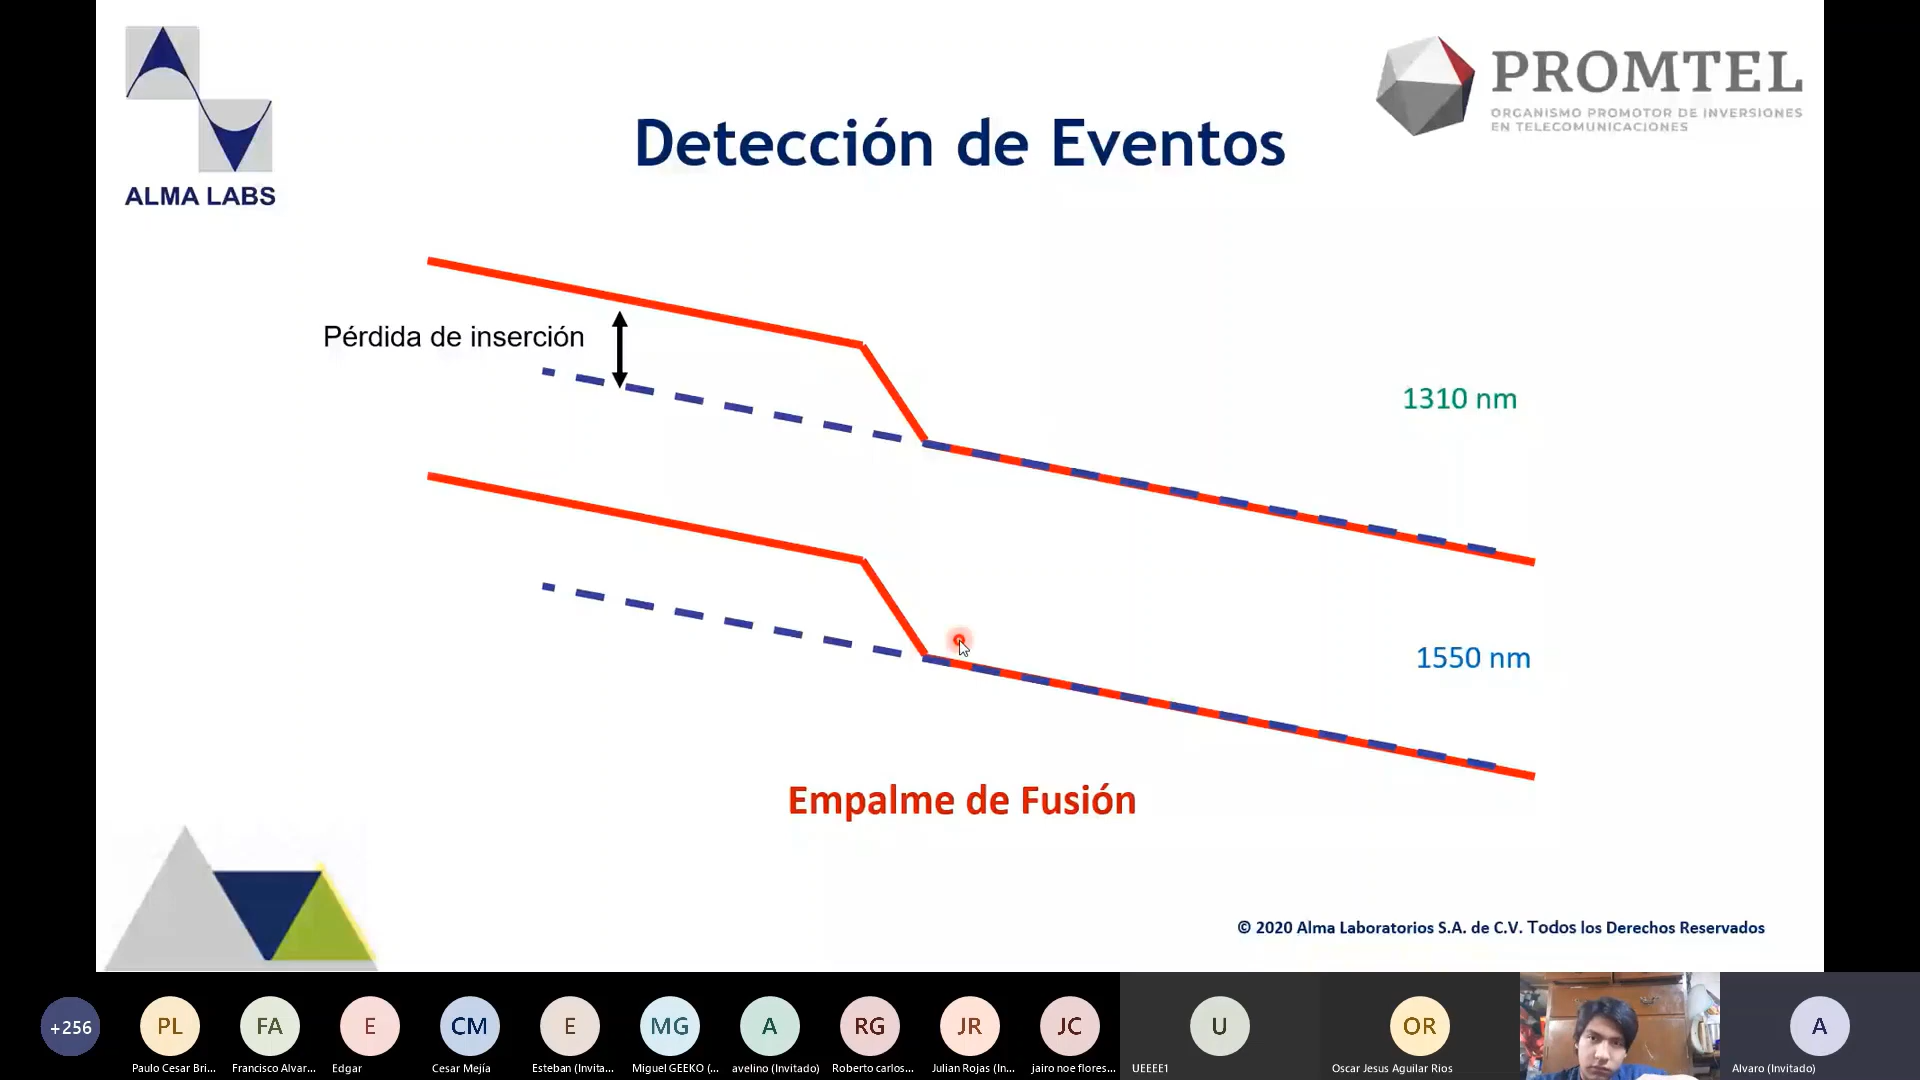 PROMTEL
ORGANISMO PROMOTOR DE INVERSIONES
EN TELECOMUNICACIONES
Detección de Eventos
ALMA LABS
Pérdida de inserción
1310 nm
1550 nm
Empalme de Fusión
© 2020 Alma Laboratorios S.A. de C.V. Todos los Derechos Reservados
+256
PL
FA
E
CM
E
MG
A
RG
JR
JC
U
OR
A
Paulo Cesar Bri...
Francisco Alvar...
Edgar
Cesar Mejía
Esteban (Invita...
Miguel GEEKO (...
avelino (Invitado)
Roberto carlos...
Julian Rojas (In...
jairo noe flores...
UEEEE1
Oscar Jesus Aguilar Rios
Alvaro (Invitado)